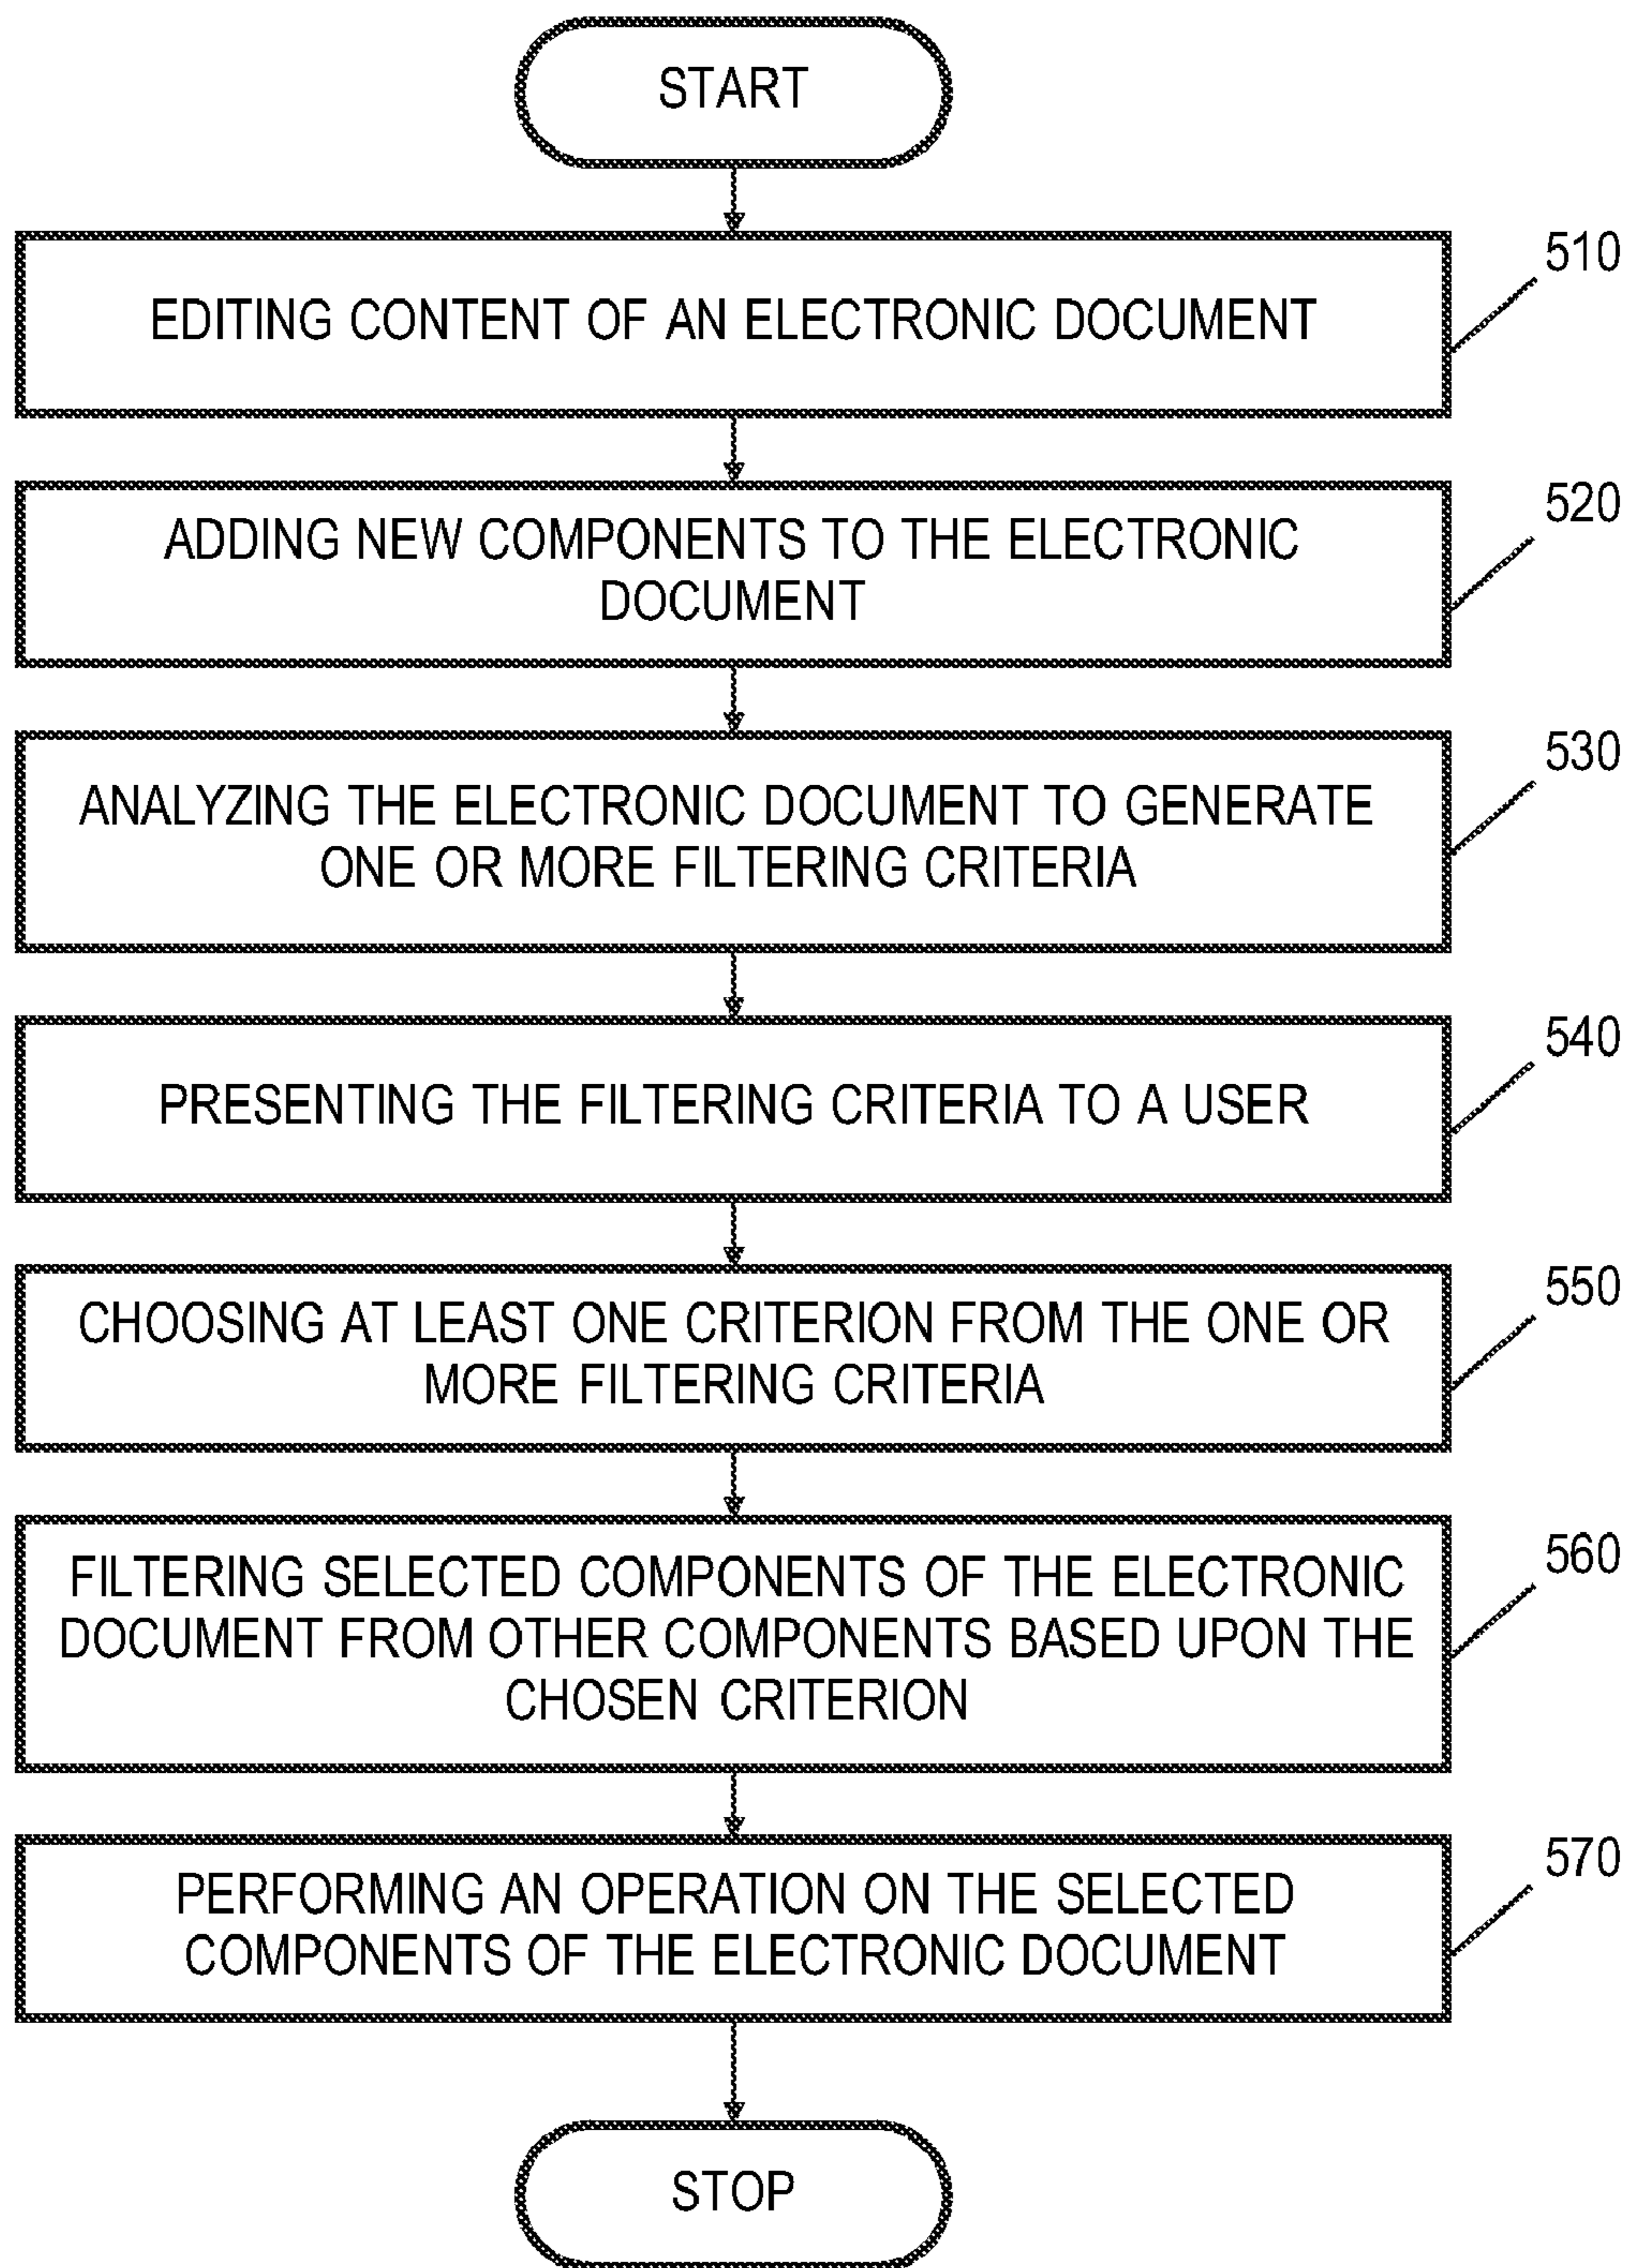 START
510
EDITING CONTENT OF AN ELECTRONIC DOCUMENT
520
ADDING NEW COMPONENTS TO THE ELECTRONIC
DOCUMENT
530
ANALYZING THE ELECTRONIC DOCUMENT TO GENERATE
ONE OR MORE FILTERING CRITERIA
540
PRESENTING THE FILTERING CRITERIA TO A USER
550
CHOOSING AT LEAST ONE CRITERION FROM THE ONE OR
MORE FILTERING CRITERIA
560
FILTERING SELECTED COMPONENTS OF THE ELECTRONIC
DOCUMENT FROM OTHER COMPONENTS BASED UPON THE
CHOSEN CRITERION
570
PERFORMING AN OPERATION ON THE SELECTED
COMPONENTS OF THE ELECTRONIC DOCUMENT
STOP